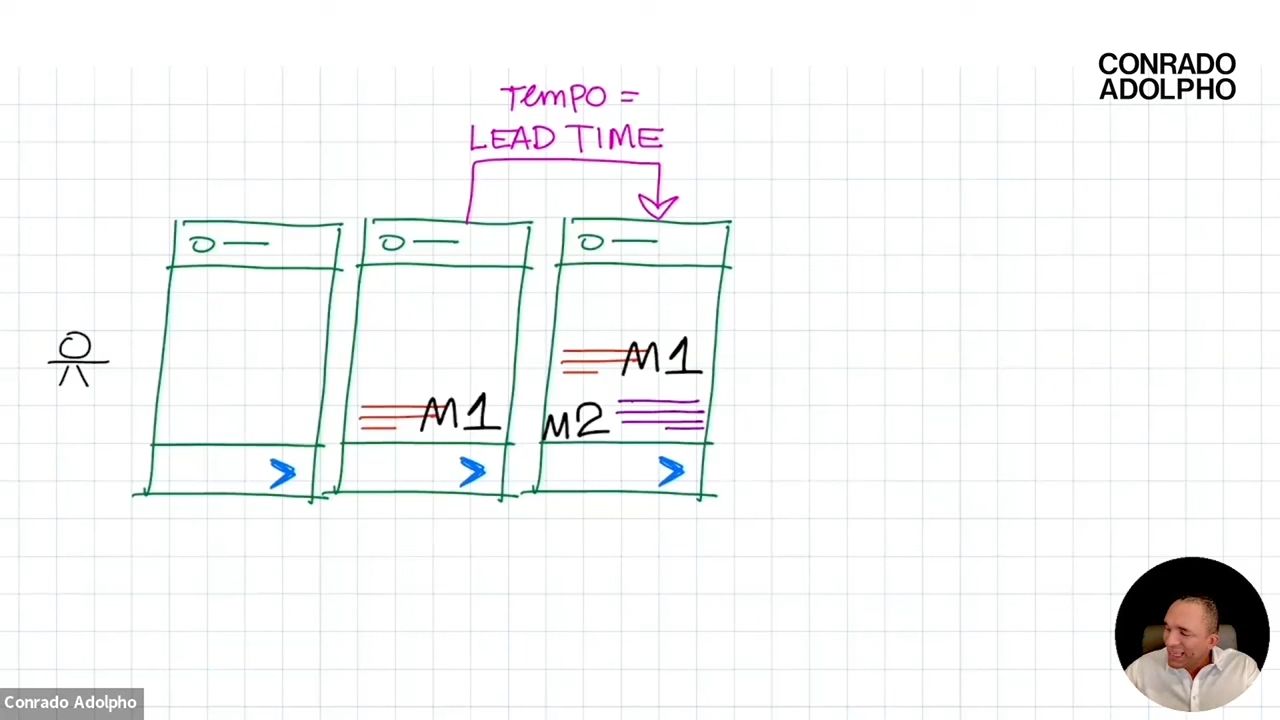 CONRADO
ADOLPHO
TEMPO =
LEAD TIME
M1
M1
M2
Conrado Adolpho